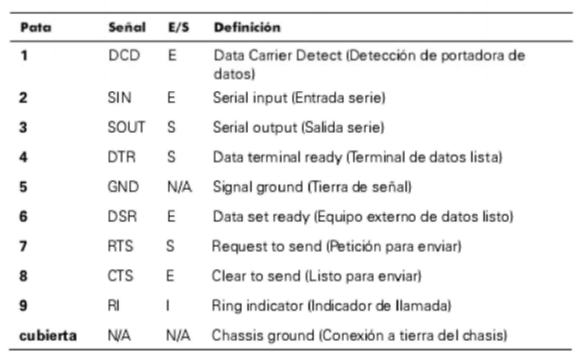 Pata Señal E/S Definición
1 DCD E Data Carrier Detect (Detección de portadora de
datos)
2 SIN E Serial input (Entrada serie)
3 SOUT S Serial output (Salida serie)
4 DTR S Data terminal ready (Terminal de datos lista)
5 GND N/A Signal ground (Tierra de señal)
6 DSR E Data set ready (Equipo externo de datos listo)
7 RTS S Request to send (Petición para enviar)
8 CTS E Clear to send (Listo para enviar)
9 RI I Ring indicator (Indicador de llamada)
cubierta N/A N/A Chassis ground (Conexión a tierra del chasis)